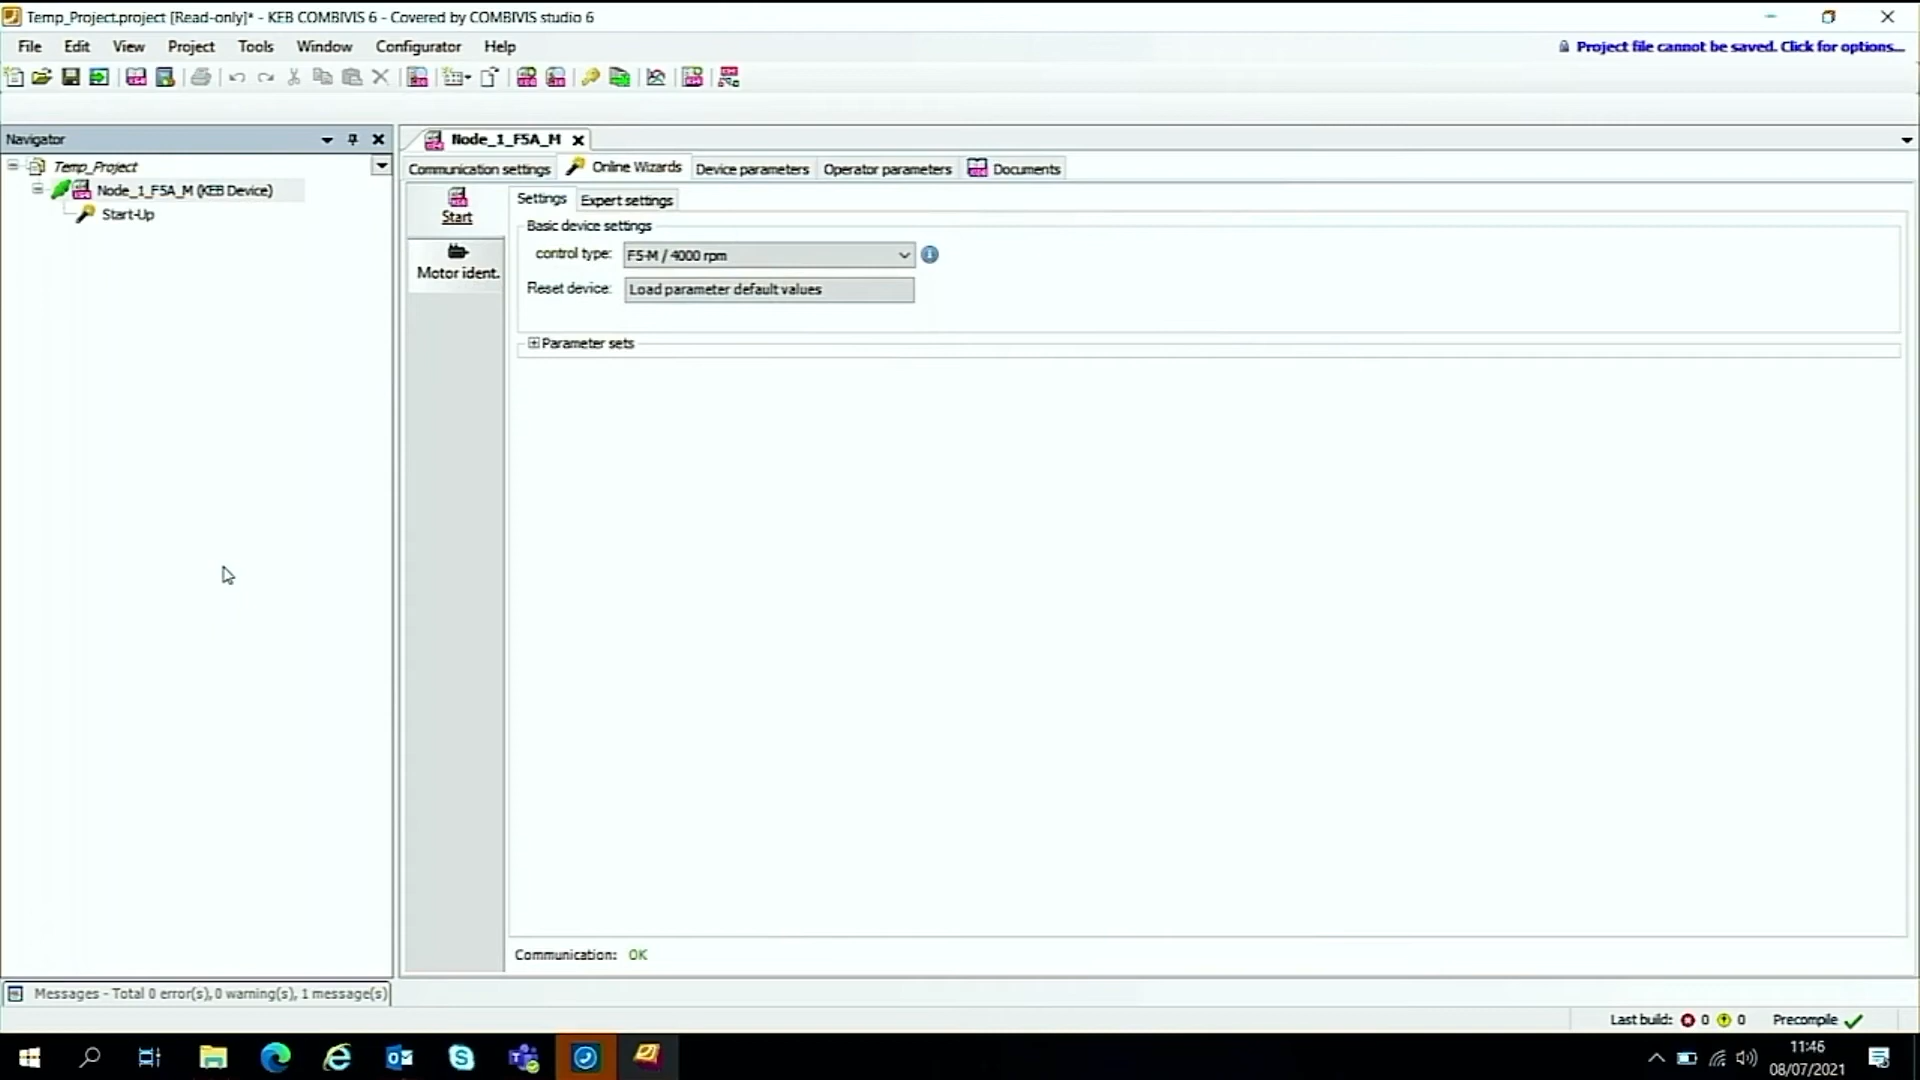 Temp_Project.project [Read-only]* - KEB COMBIVIS 6 - Covered by COMBIVIS studio 6
File Edit View Project Tools Window Configurator Help
Project file cannot be saved. Click for options...
Navigator
Temp_Project
Node_1_F5A_M (KEB Device)
Start-Up
Node_1_F5A_M
Communication settings Online Wizards Device parameters Operator parameters Documents
Start
Motor ident.
Settings Expert settings
Basic device settings
control type: F5-M / 4000 rpm
Reset device: Load parameter default values
Parameter sets
Communication: OK
Messages - Total 0 error(s), 0 warning(s), 1 message(s)
Last build: 0 0 Precompile
11:46
08/07/2021